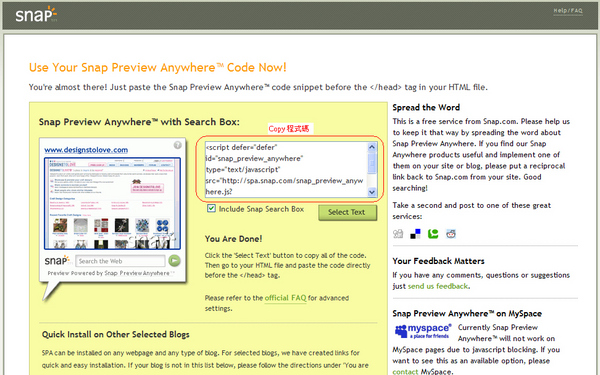 snap
Help/FAQ
Use Your Snap Preview Anywhere™ Code Now!
You're almost there! Just paste the Snap Preview Anywhere™ code snippet before the </head> tag in your HTML file.
Snap Preview Anywhere™ with Search Box:
Copy 程式碼
www.designstolove.com
<script defer="defer"
id="snap_preview_anywhere"
type="text/javascript"
src="http://spa.snap.com/snap_preview_anyw
here.js?
Include Snap Search Box
Select Text
snap
Search the Web
Preview Powered by Snap Preview Anywhere™
You Are Done!
Click the 'Select Text' button to copy all of the code.
Then go to your HTML file and paste the code directly
before the </head> tag.
Please refer to the official FAQ for advanced
settings.
Quick Install on Other Selected Blogs
SPA can be installed on any webpage and any type of blog. For selected blogs, we have created links for
quick and easy installation. If your blog is not in this list below, please follow the directions under "You are
Spread the Word
This is a free service from Snap.com. Please help us
to keep it that way by spreading the word about
Snap Preview Anywhere. If you find our Snap
Anywhere products useful and implement one of
them on your site or blog, please put a reciprocal
link back to Snap.com from your site. Good
searching!
Take a second and post to one of these great
services:
Your Feedback Matters
If you have any comments, questions or suggestions
just send us feedback.
Snap Preview Anywhere™ on MySpace
myspace
a place for friends
Currently Snap Preview
Anywhere™ will not work on
MySpace pages due to javascript blocking. If you
want to see this as an available option, please
contact MySpace.